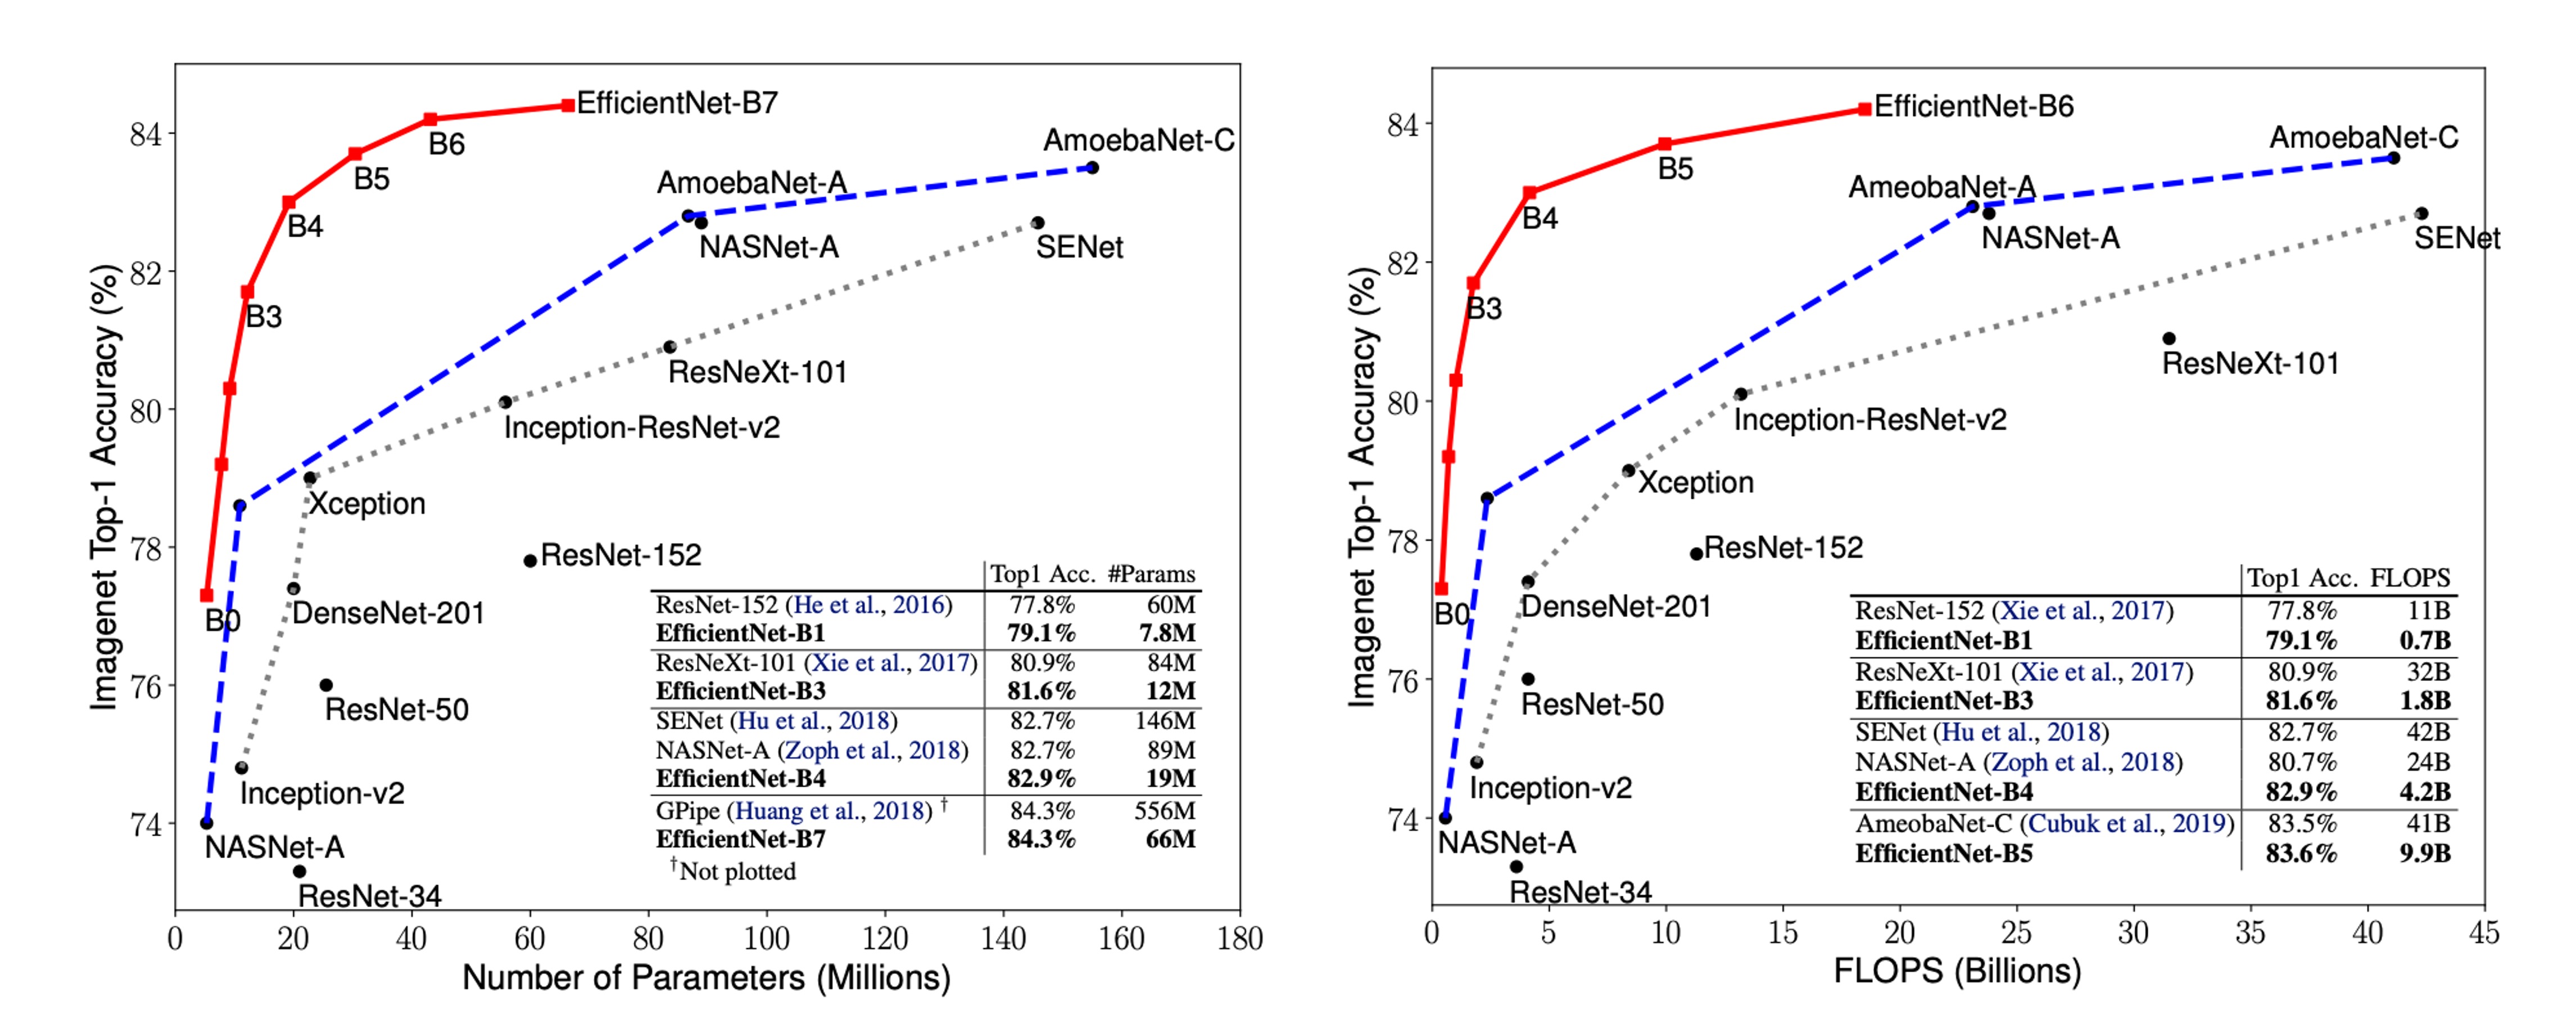 Imagenet Top-1 Accuracy (%)
84
82
80
78
76
74
EfficientNet-B7
B6
B5
B4
B3
B0
AmoebaNet-C
AmoebaNet-A
NASNet-A
SENet
ResNeXt-101
Inception-ResNet-v2
Xception
ResNet-152
DenseNet-201
ResNet-50
Inception-v2
NASNet-A
ResNet-34
Top1 Acc. #Params
ResNet-152 (He et al., 2016) 77.8% 60M
EfficientNet-B1 79.1% 7.8M
ResNeXt-101 (Xie et al., 2017) 80.9% 84M
EfficientNet-B3 81.6% 12M
SENet (Hu et al., 2018) 82.7% 146M
NASNet-A (Zoph et al., 2018) 82.7% 89M
EfficientNet-B4 82.9% 19M
GPipe (Huang et al., 2018) † 84.3% 556M
EfficientNet-B7 84.3% 66M
†Not plotted
0 20 40 60 80 100 120 140 160 180
Number of Parameters (Millions)
Imagenet Top-1 Accuracy (%)
84
82
80
78
76
74
EfficientNet-B6
B5
B4
B3
B0
AmoebaNet-C
AmeobaNet-A
NASNet-A
SENet
ResNeXt-101
Inception-ResNet-v2
Xception
ResNet-152
DenseNet-201
ResNet-50
Inception-v2
NASNet-A
ResNet-34
Top1 Acc. FLOPS
ResNet-152 (Xie et al., 2017) 77.8% 11B
EfficientNet-B1 79.1% 0.7B
ResNeXt-101 (Xie et al., 2017) 80.9% 32B
EfficientNet-B3 81.6% 1.8B
SENet (Hu et al., 2018) 82.7% 42B
NASNet-A (Zoph et al., 2018) 80.7% 24B
EfficientNet-B4 82.9% 4.2B
AmeobaNet-C (Cubuk et al., 2019) 83.5% 41B
EfficientNet-B5 83.6% 9.9B
0 5 10 15 20 25 30 35 40 45
FLOPS (Billions)